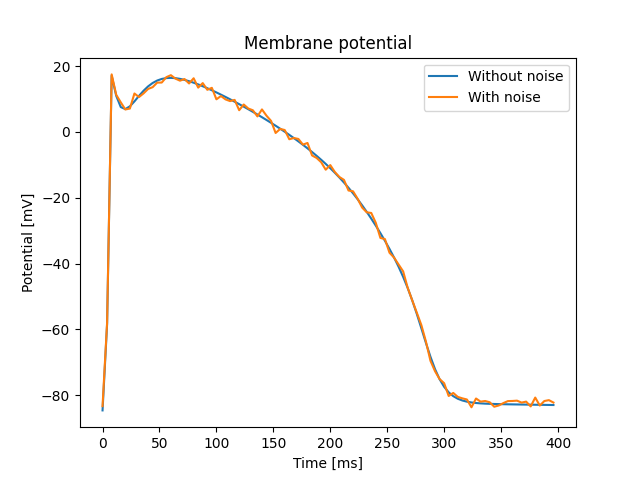 Membrane potential
Without noise
With noise
20
0
−20
−40
−60
−80
Potential [mV]
0 50 100 150 200 250 300 350 400
Time [ms]